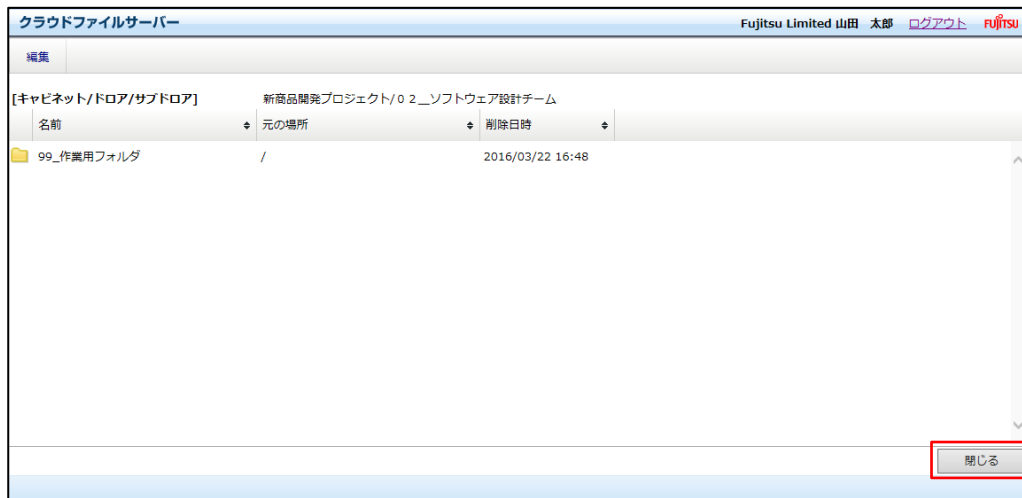 クラウドファイルサーバー Fujitsu Limited 山田 太郎 ログアウト FUJITSU
編集
[キャビネット/ドロア/サブドロア] 新商品開発プロジェクト/０２__ソフトウェア設計チーム
名前 元の場所 削除日時
99_作業用フォルダ / 2016/03/22 16:48
閉じる